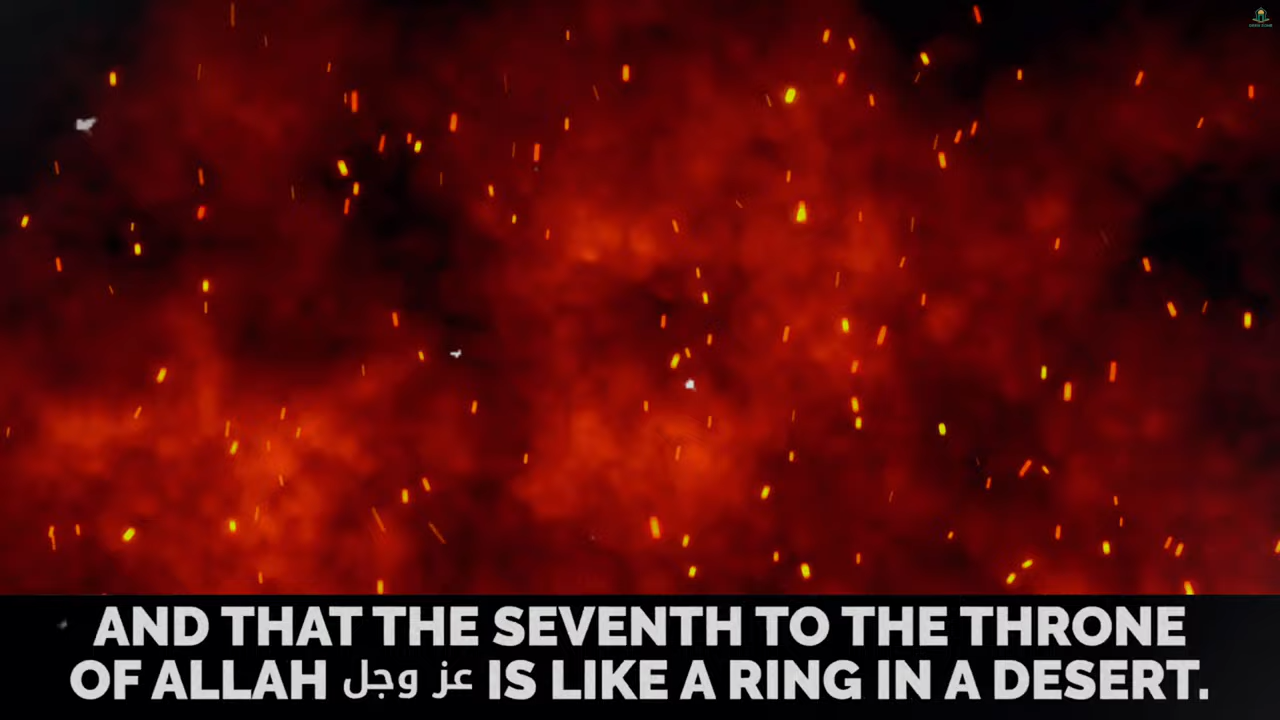 AND THAT THE SEVENTH TO THE THRONE
OF ALLAH عز وجل IS LIKE A RING IN A DESERT.